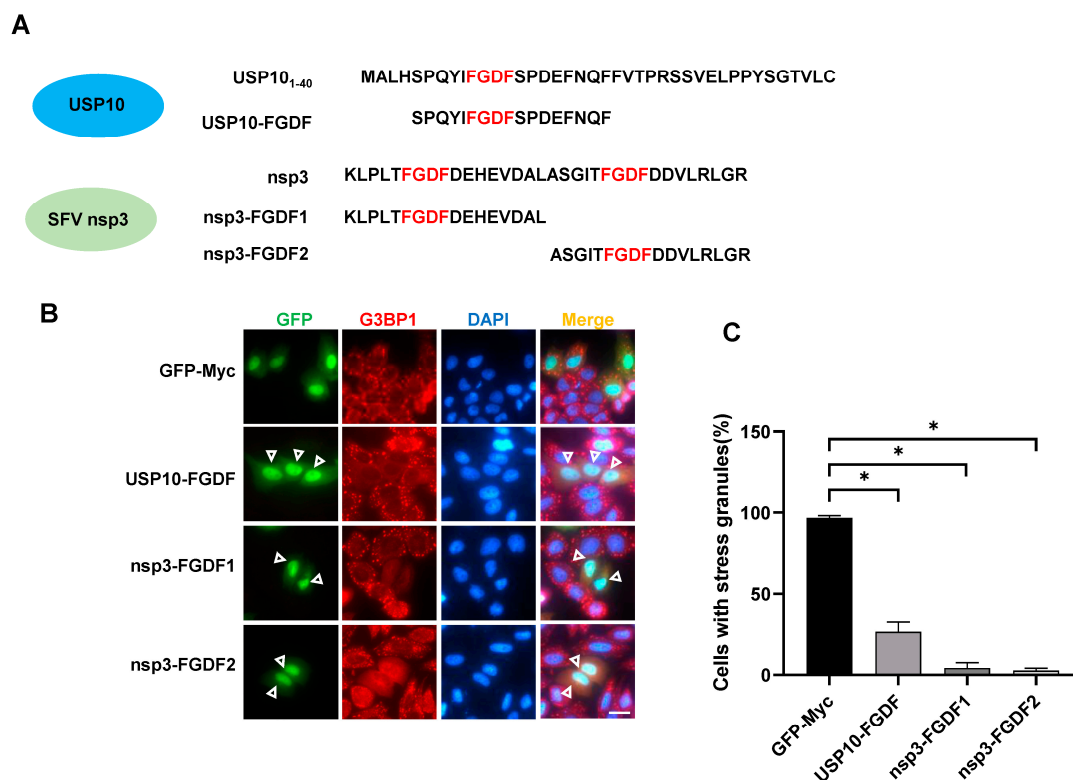 A
USP10
USP10₁₋₄₀ MALHSPQYIFGDFSPDEFNQFFVTPRSSVELPPYSGTVLC
USP10-FGDF SPQYIFGDFSPDEFNQF
SFV nsp3
nsp3 KLPLTFGDFDEHEVDALASGITFGDFDDVLRLGR
nsp3-FGDF1 KLPLTFGDFDEHEVDAL
nsp3-FGDF2 ASGITFGDFDDVLRLGR
B
GFP G3BP1 DAPI Merge
GFP-Myc
USP10-FGDF
nsp3-FGDF1
nsp3-FGDF2
C
Cells with stress granules(%)
150
100
50
0
*
*
*
GFP-Myc
USP10-FGDF
nsp3-FGDF1
nsp3-FGDF2